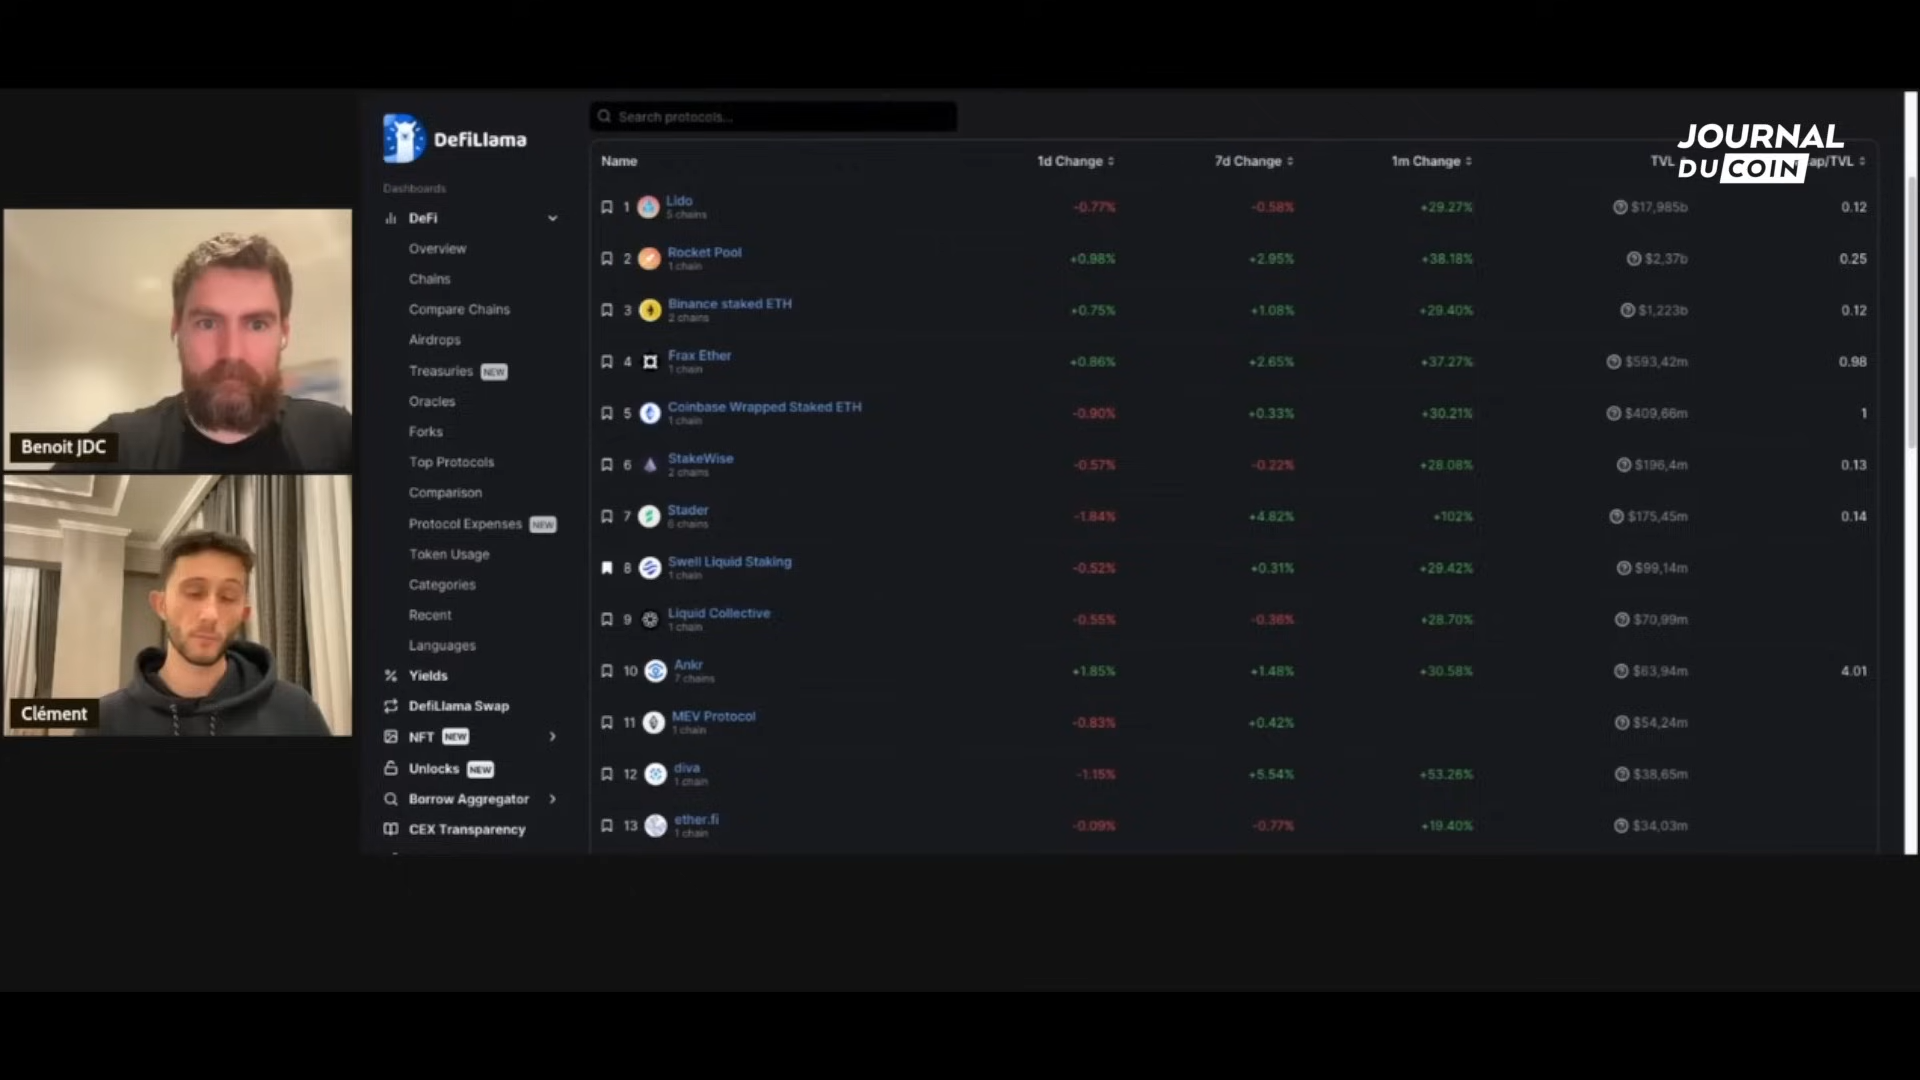 JOURNAL
DU COIN
DefiLlama
Search protocols...
Dashboards
DeFi
Overview
Chains
Compare Chains
Airdrops
Treasuries NEW
Oracles
Forks
Top Protocols
Comparison
Protocol Expenses NEW
Token Usage
Categories
Recent
Languages
Yields
DefiLlama Swap
NFT NEW
Unlocks NEW
Borrow Aggregator
CEX Transparency
Name 1d Change 7d Change 1m Change TVL ap/TVL
1 Lido -0.77% -0.58% +29.27% $17,985b 0.12
5 chains
2 Rocket Pool +0.98% +2.95% +38.18% $2,37b 0.25
1 chain
3 Binance staked ETH +0.75% +1.08% +29.40% $1,223b 0.12
2 chains
4 Frax Ether +0.86% +2.65% +37.27% $593,42m 0.98
1 chain
5 Coinbase Wrapped Staked ETH -0.90% +0.33% +30.21% $409,66m 1
1 chain
6 StakeWise -0.57% -0.22% +28.08% $196,4m 0.13
2 chains
7 Stader -1.84% +4.82% +102% $175,45m 0.14
6 chains
8 Swell Liquid Staking -0.52% +0.31% +29.42% $99,14m
1 chain
9 Liquid Collective -0.55% -0.36% +28.70% $70,99m
1 chain
10 Ankr +1.85% +1.48% +30.58% $63,94m 4.01
7 chains
11 MEV Protocol -0.83% +0.42% $54,24m
1 chain
12 diva -1.15% +5.54% +53.26% $38,65m
1 chain
13 ether.fi -0.09% -0.77% +19.40% $34,03m
1 chain
Benoit JDC
Clément